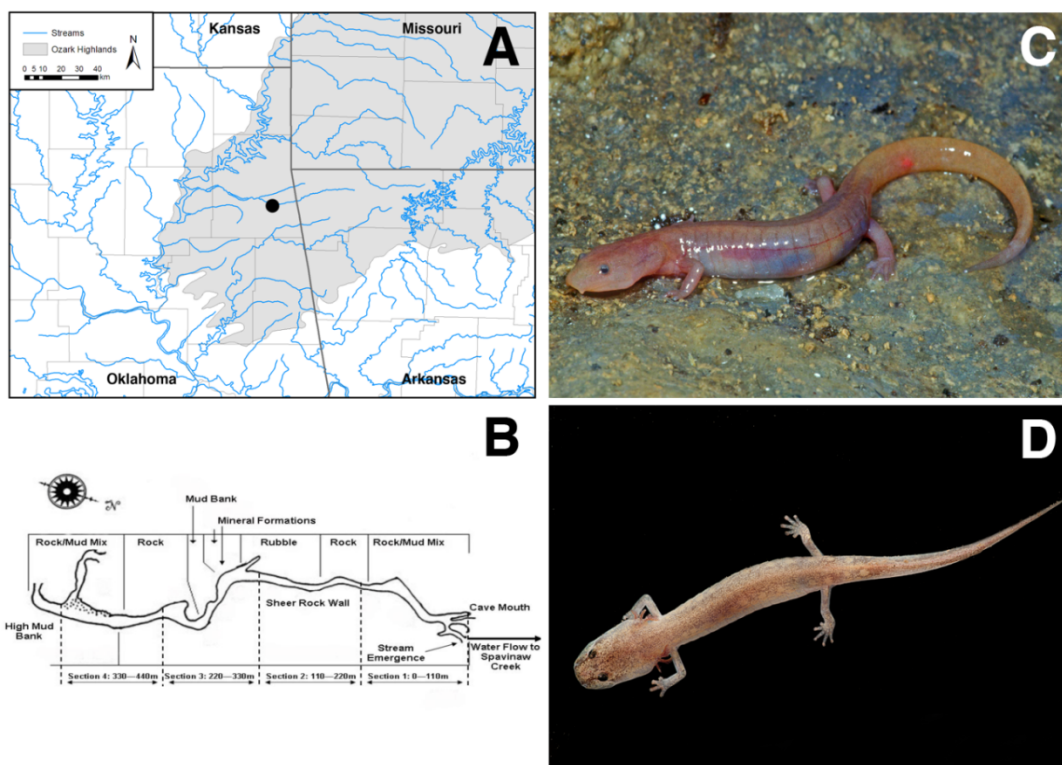 A
Kansas
Missouri
Streams
Ozark Highlands
N
0 5 10 20 30 40
km
Oklahoma
Arkansas
B
N
Mud Bank
Mineral Formations
Rock/Mud Mix
Rock
Rubble
Rock
Rock/Mud Mix
Sheer Rock Wall
Cave Mouth
High Mud
Bank
Stream
Emergence
Water Flow to
Spavinaw
Creek
Section 4: 330—440m
Section 3: 220—330m
Section 2: 110—220m
Section 1: 0—110m
C
D